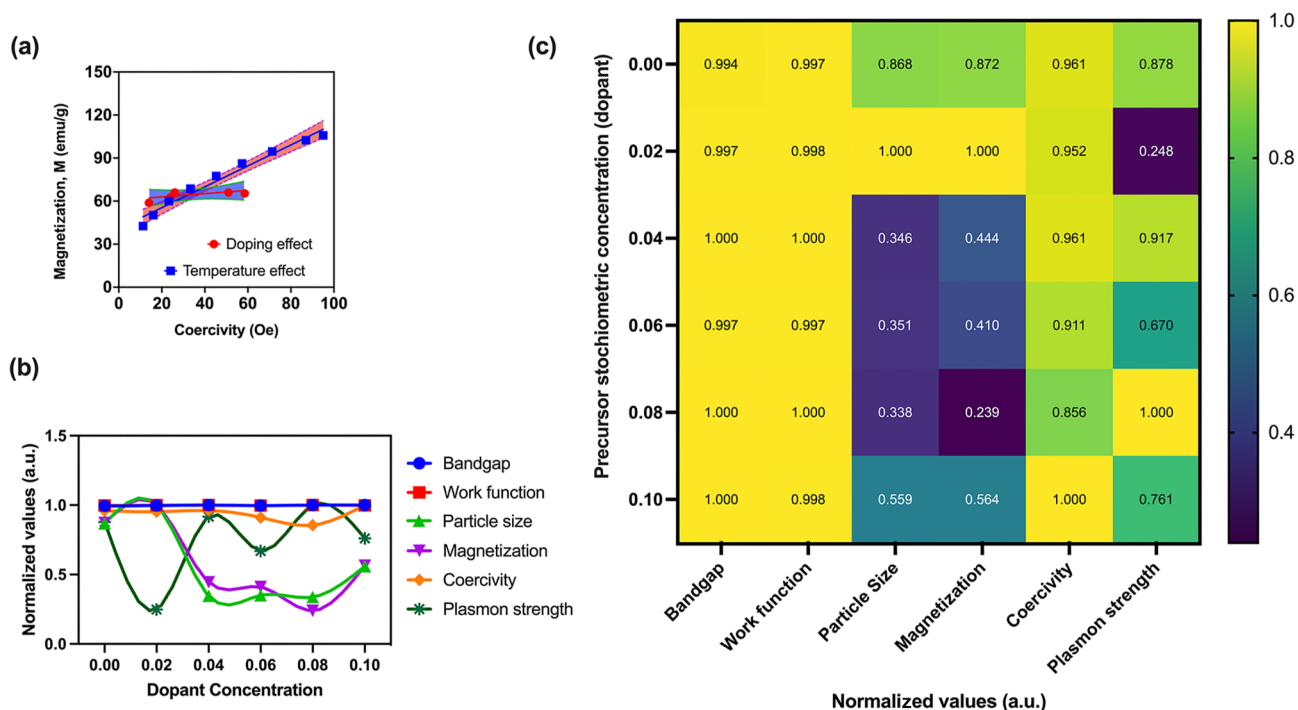 (a)
150
120
90
60
30
0
Magnetization, M (emu/g)
Doping effect
Temperature effect
0 20 40 60 80 100
Coercivity (Oe)
(b)
1.5
1.0
0.5
0.0
Normalized values (a.u.)
0.00 0.02 0.04 0.06 0.08 0.10
Dopant Concentration
Bandgap
Work function
Particle size
Magnetization
Coercivity
Plasmon strength
(c)
Precursor stochiometric concentration (dopant)
0.00 0.994 0.997 0.868 0.872 0.961 0.878
0.02 0.997 0.998 1.000 1.000 0.952 0.248
0.04 1.000 1.000 0.346 0.444 0.961 0.917
0.06 0.997 0.997 0.351 0.410 0.911 0.670
0.08 1.000 1.000 0.338 0.239 0.856 1.000
0.10 1.000 0.998 0.559 0.564 1.000 0.761
Bandgap
Work function
Particle Size
Magnetization
Coercivity
Plasmon strength
Normalized values (a.u.)
1.0
0.8
0.6
0.4